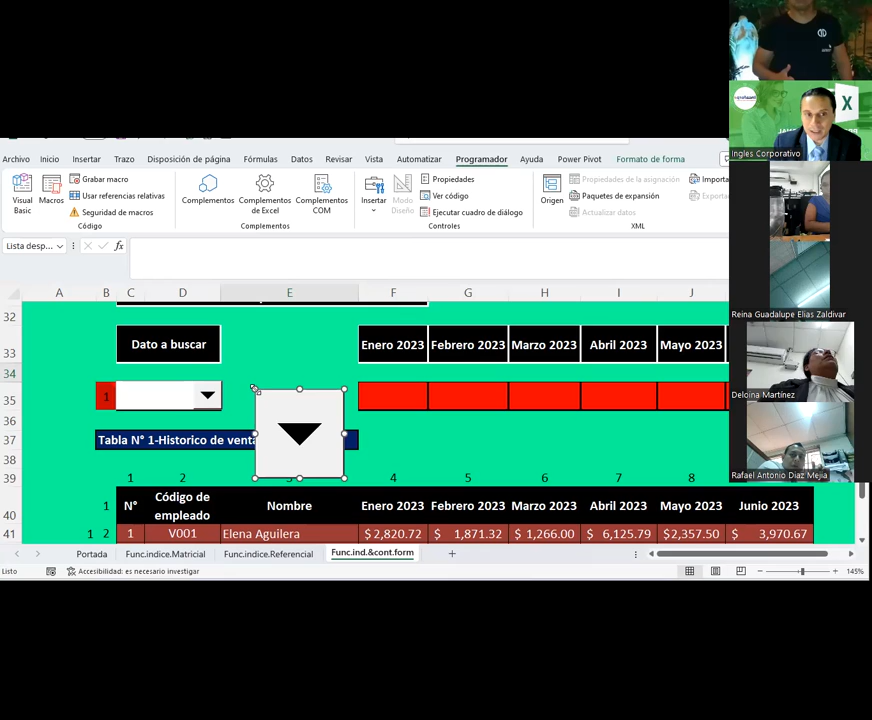 Archivo Inicio Insertar Trazo Disposición de página Fórmulas Datos Revisar Vista Automatizar Programador Ayuda Power Pivot Formato de forma
Visual Basic
Macros
Grabar macro
Usar referencias relativas
Seguridad de macros
Código
Complementos
Complementos de Excel
Complementos COM
Complementos
Insertar
Modo Diseño
Propiedades
Ver código
Ejecutar cuadro de diálogo
Controles
Origen
Propiedades de la asignación
Paquetes de expansión
Actualizar datos
Importa
Exporta
XML
Lista desp...
fx
A B C D E F G H I J
32
33 Dato a buscar Enero 2023 Febrero 2023 Marzo 2023 Abril 2023 Mayo 2023
34
35 1
36
37 Tabla N° 1-Historico de venta
38
39 1 2 4 5 6 7 8
40 1 N° Código de empleado Nombre Enero 2023 Febrero 2023 Marzo 2023 Abril 2023 Mayo 2023 Junio 2023
41 1 2 1 V001 Elena Aguilera $ 2,820.72 $ 1,871.32 $ 1,266.00 $ 6,125.79 $ 2,357.50 $ 3,970.67
Portada Func.indice.Matricial Func.indice.Referencial Func.ind.&cont.form
Listo Accesibilidad: es necesario investigar 145%
Ingles Corporativo
Reina Guadalupe Elias Zaldivar
Deloina Martínez
Rafael Antonio Diaz Mejia